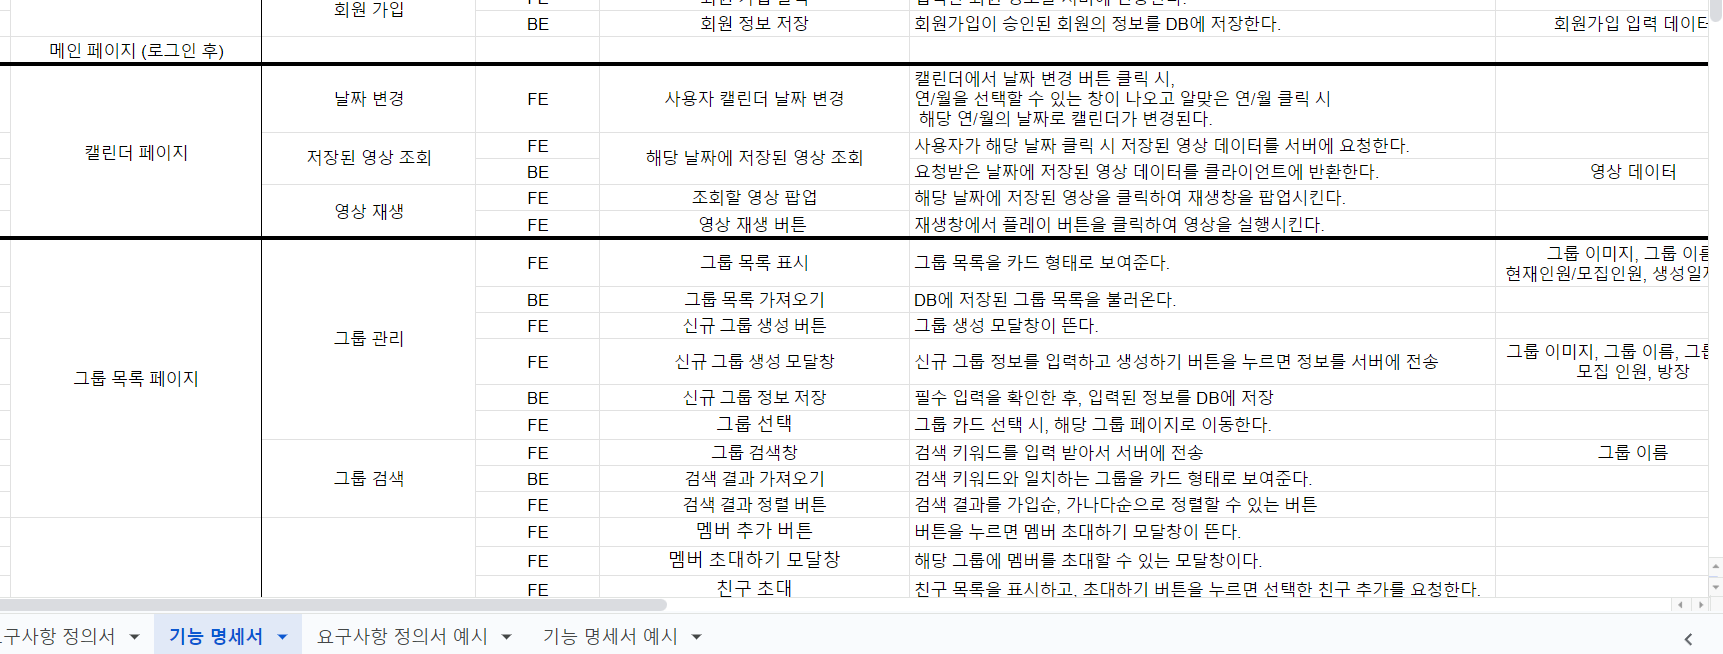 회원 가입
FE
BE
회원 정보 저장
회원가입이 승인된 회원의 정보를 DB에 저장한다.
회원가입 입력 데이터
메인 페이지 (로그인 후)
캘린더 페이지
날짜 변경
FE
사용자 캘린더 날짜 변경
캘린더에서 날짜 변경 버튼 클릭 시,
연/월을 선택할 수 있는 창이 나오고 알맞은 연/월 클릭 시
해당 연/월의 날짜로 캘린더가 변경된다.
저장된 영상 조회
FE
해당 날짜에 저장된 영상 조회
사용자가 해당 날짜 클릭 시 저장된 영상 데이터를 서버에 요청한다.
BE
요청받은 날짜에 저장된 영상 데이터를 클라이언트에 반환한다.
영상 데이터
영상 재생
FE
조회할 영상 팝업
해당 날짜에 저장된 영상을 클릭하여 재생창을 팝업시킨다.
FE
영상 재생 버튼
재생창에서 플레이 버튼을 클릭하여 영상을 실행시킨다.
그룹 목록 페이지
그룹 관리
FE
그룹 목록 표시
그룹 목록을 카드 형태로 보여준다.
그룹 이미지, 그룹 이름
현재인원/모집인원, 생성일자
BE
그룹 목록 가져오기
DB에 저장된 그룹 목록을 불러온다.
FE
신규 그룹 생성 버튼
그룹 생성 모달창이 뜬다.
FE
신규 그룹 생성 모달창
신규 그룹 정보를 입력하고 생성하기 버튼을 누르면 정보를 서버에 전송
그룹 이미지, 그룹 이름, 그룹
모집 인원, 방장
BE
신규 그룹 정보 저장
필수 입력을 확인한 후, 입력된 정보를 DB에 저장
FE
그룹 선택
그룹 카드 선택 시, 해당 그룹 페이지로 이동한다.
그룹 검색
FE
그룹 검색창
검색 키워드를 입력 받아서 서버에 전송
그룹 이름
BE
검색 결과 가져오기
검색 키워드와 일치하는 그룹을 카드 형태로 보여준다.
FE
검색 결과 정렬 버튼
검색 결과를 가입순, 가나다순으로 정렬할 수 있는 버튼
FE
멤버 추가 버튼
버튼을 누르면 멤버 초대하기 모달창이 뜬다.
FE
멤버 초대하기 모달창
해당 그룹에 멤버를 초대할 수 있는 모달창이다.
FE
친구 초대
친구 목록을 표시하고, 초대하기 버튼을 누르면 선택한 친구 추가를 요청한다.
구사항 정의서
기능 명세서
요구사항 정의서 예시
기능 명세서 예시